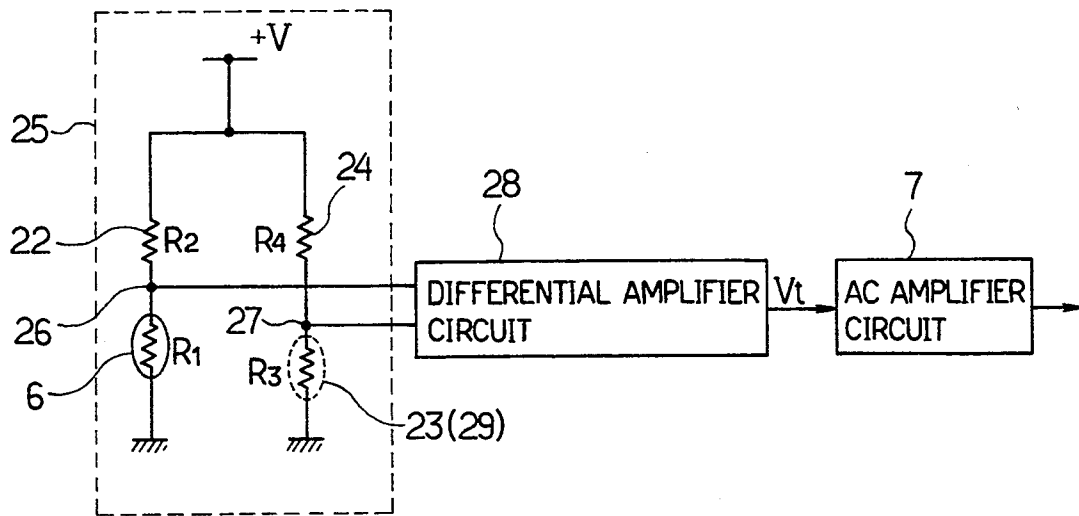 +V
25
24
28
7
22
R2
R4
26
27
DIFFERENTIAL AMPLIFIER
CIRCUIT
Vt
AC AMPLIFIER
CIRCUIT
6
R1
R3
23(29)